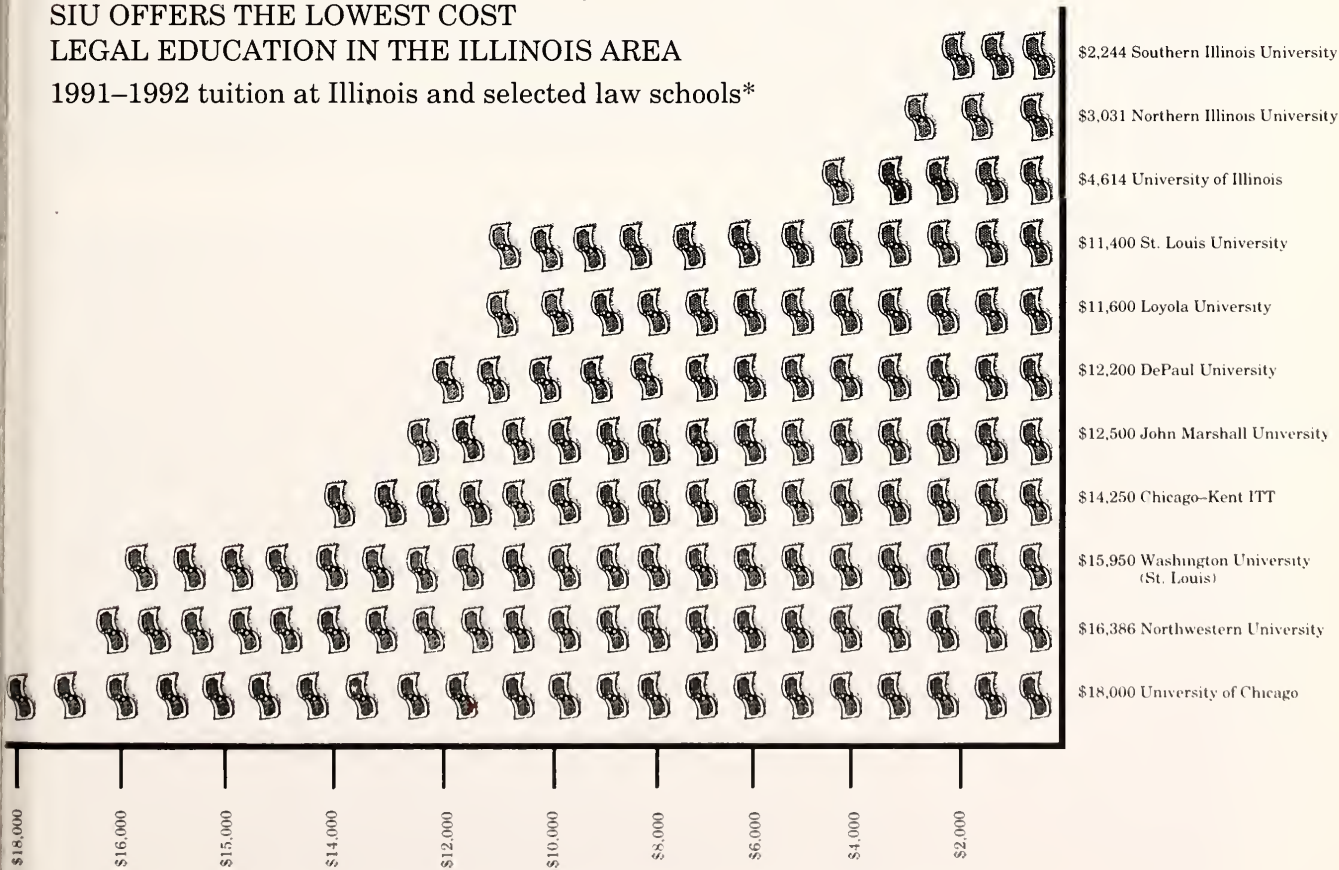 SIU OFFERS THE LOWEST COST
LEGAL EDUCATION IN THE ILLINOIS AREA
1991–1992 tuition at Illinois and selected law schools*
$2,244 Southern Illinois University
$3,031 Northern Illinois University
$4,614 University of Illinois
$11,400 St. Louis University
$11,600 Loyola University
$12,200 DePaul University
$12,500 John Marshall University
$14,250 Chicago–Kent ITT
$15,950 Washington University
(St. Louis)
$16,386 Northwestern University
$18,000 University of Chicago
$18,000
$16,000
$15,000
$14,000
$12,000
$10,000
$8,000
$6,000
$4,000
$2,000